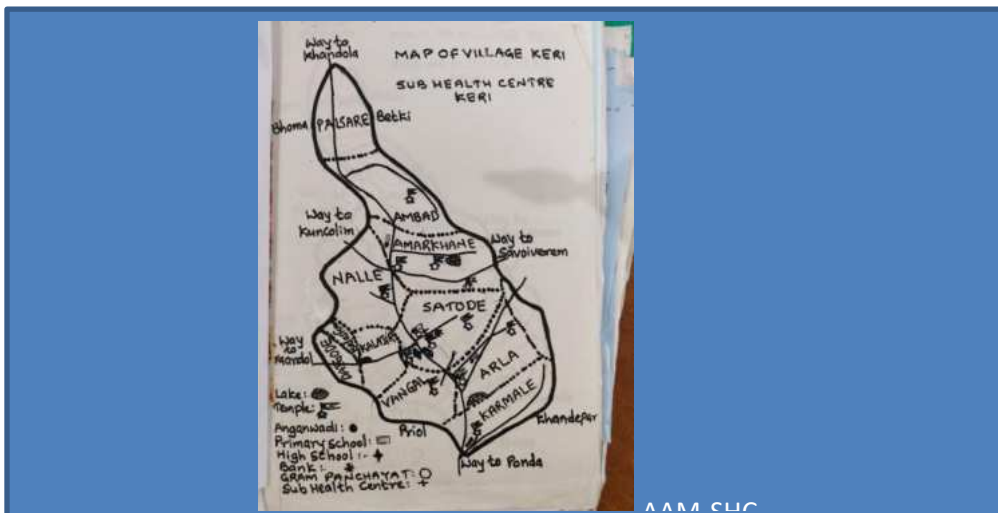 Way to
Khandola
MAP OF VILLAGE KERI
SUB HEALTH CENTRE
KERI
Bhoma
PALSARE
Betki
AMBAD
Way to
Kuncolim
AMARKHANE
Way to
Savoiverem
NALLE
SATODE
Way to
Mardol
VANGAL
ARLA
KARMALE
Khandepar
Priol
Way to Ponda
Lake:
Temple:
Anganwadi:
Primary school:
High School:-
Bank:
GRAM PANCHAYAT:
Sub Health Centre:
AAM-SHC